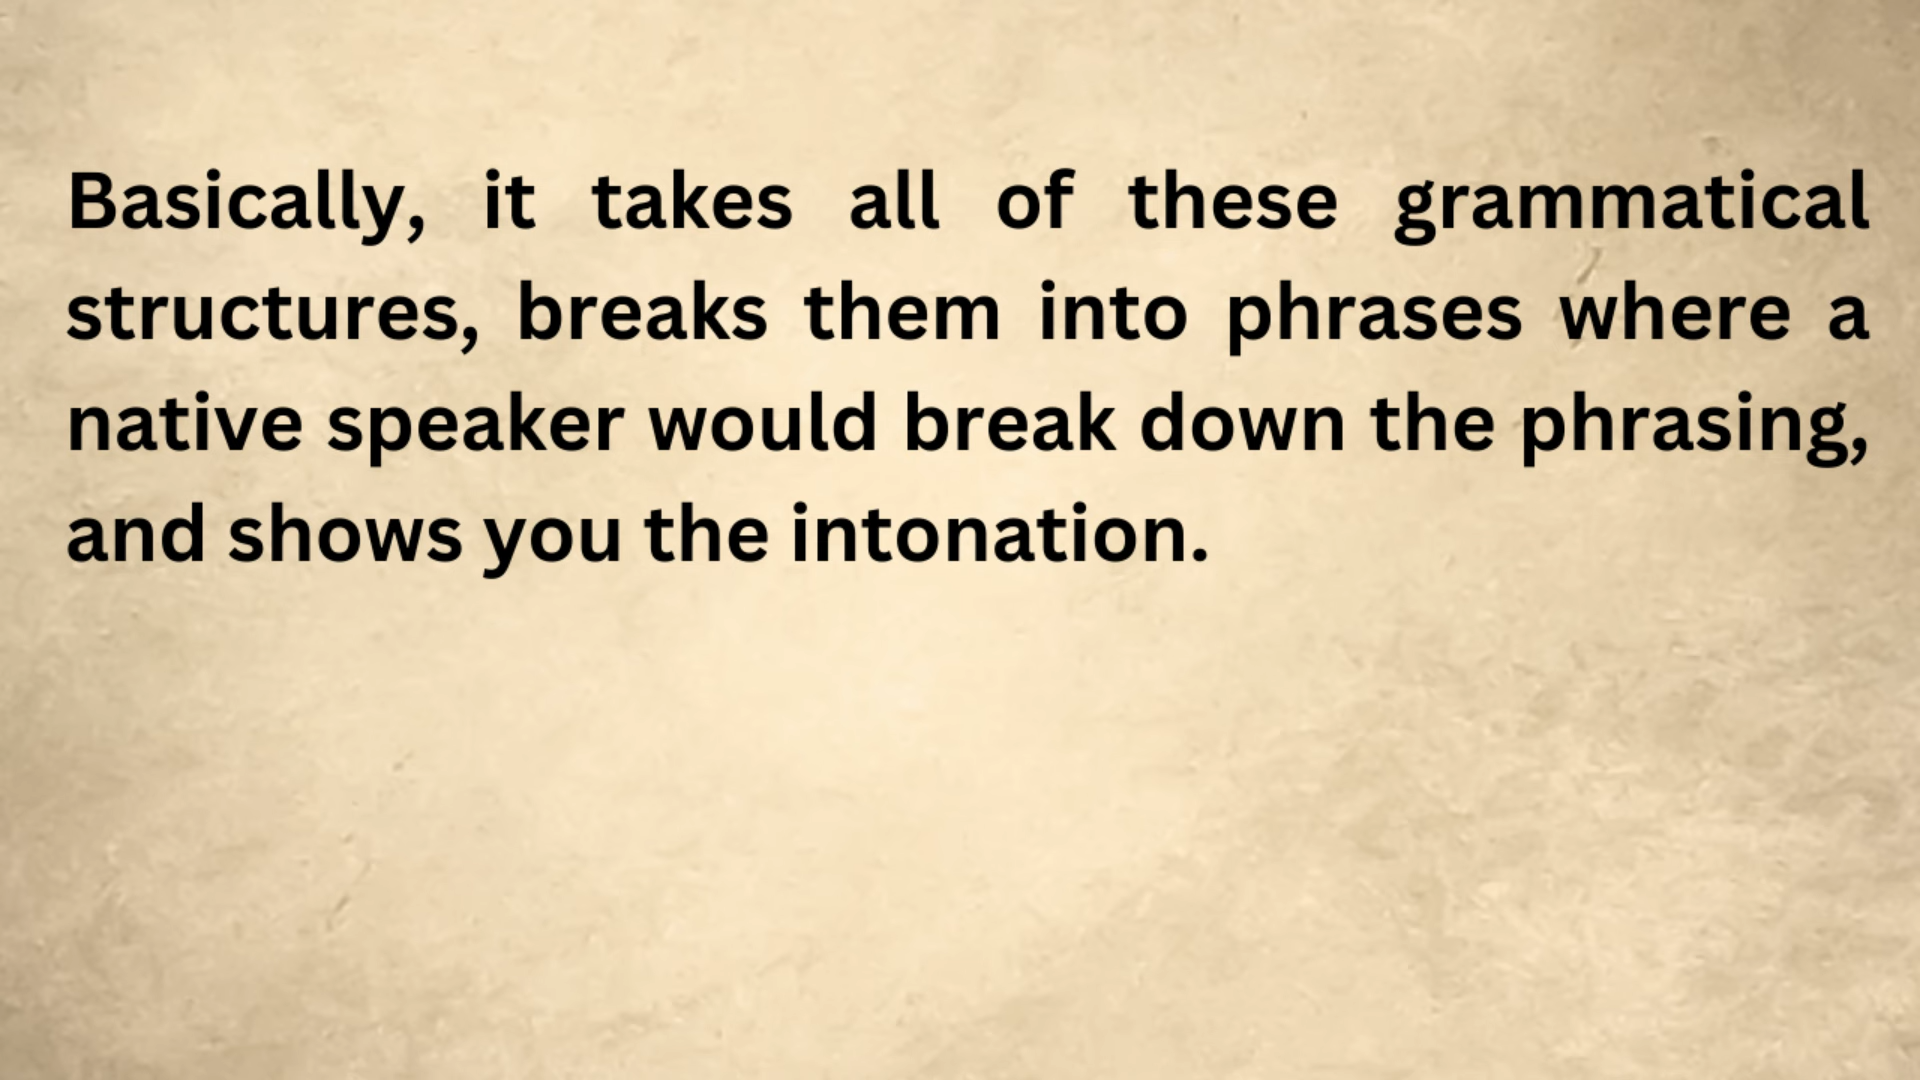 Basically, it takes all of these grammatical
structures, breaks them into phrases where a
native speaker would break down the phrasing,
and shows you the intonation.